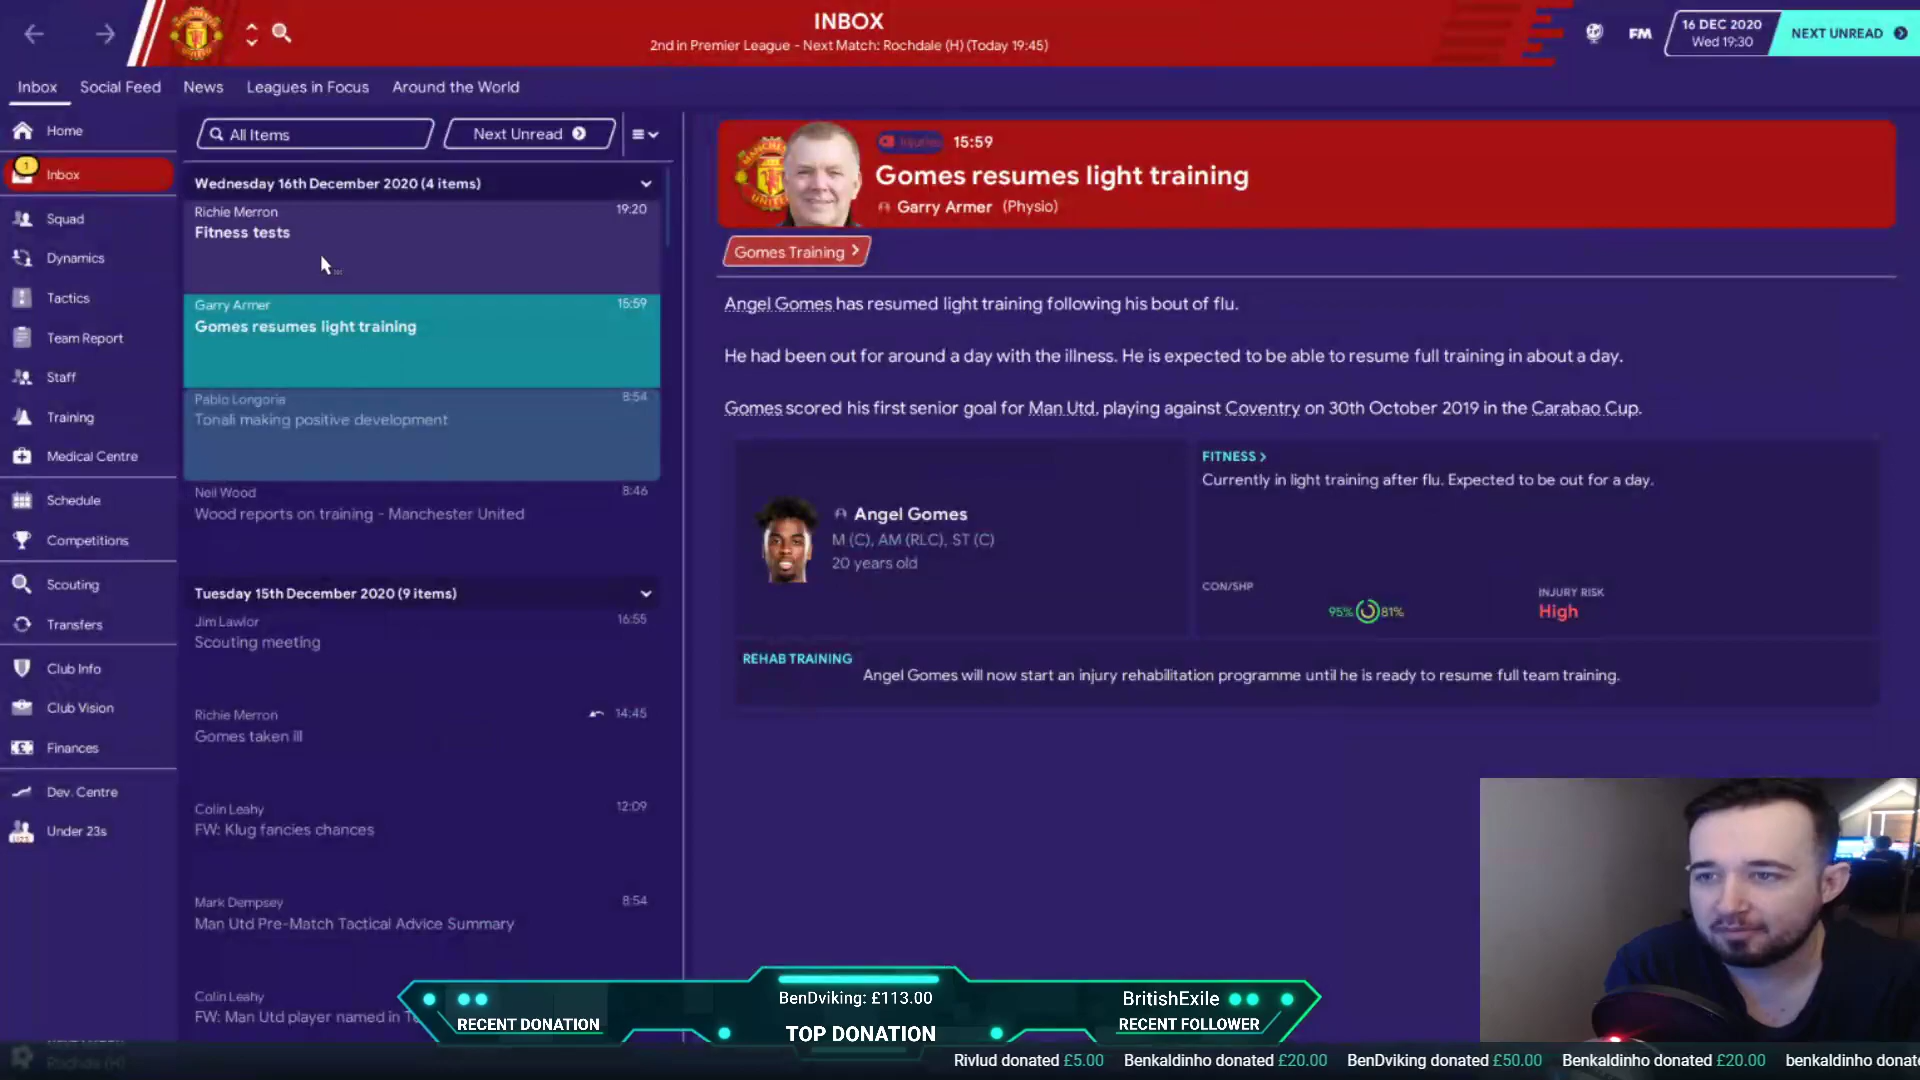 INBOX
2nd in Premier League - Next Match: Rochdale (H) (Today 19:45)
FM
16 DEC 2020
Wed 19:30
NEXT UNREAD
Inbox
Social Feed
News
Leagues in Focus
Around the World
Home
1
Inbox
Squad
Dynamics
Tactics
Team Report
Staff
Training
Medical Centre
Schedule
Competitions
Scouting
Transfers
Club Info
Club Vision
Finances
Dev. Centre
Under 23s
Rochdale (H)
All Items
Next Unread
Wednesday 16th December 2020 (4 items)
Richie Merron 19:20
Fitness tests
Garry Armer 15:59
Gomes resumes light training
Pablo Longoria 8:54
Tonali making positive development
Neil Wood 8:46
Wood reports on training - Manchester United
Tuesday 15th December 2020 (9 items)
Jim Lawlor 16:55
Scouting meeting
Richie Merron 14:45
Gomes taken ill
Colin Leahy 12:09
FW: Klug fancies chances
Mark Dempsey 8:54
Man Utd Pre-Match Tactical Advice Summary
Colin Leahy
FW: Man Utd player named in
Injuries 15:59
Gomes resumes light training
Garry Armer (Physio)
Gomes Training
Angel Gomes has resumed light training following his bout of flu.
He had been out for around a day with the illness. He is expected to be able to resume full training in about a day.
Gomes scored his first senior goal for Man Utd, playing against Coventry on 30th October 2019 in the Carabao Cup.
Angel Gomes
M (C), AM (RLC), ST (C)
20 years old
FITNESS >
Currently in light training after flu. Expected to be out for a day.
CON/SHP
95% 81%
INJURY RISK
High
REHAB TRAINING
Angel Gomes will now start an injury rehabilitation programme until he is ready to resume full team training.
RECENT DONATION
BenDviking: £113.00
TOP DONATION
BritishExile
RECENT FOLLOWER
Rivlud donated £5.00 Benkaldinho donated £20.00 BenDviking donated £50.00 Benkaldinho donated £20.00 benkaldinho donat